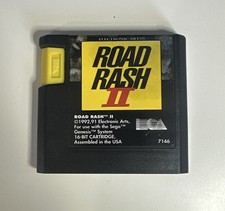 ROAD
RASH
II
ROAD RASH™ II
©1992,91 Electronic Arts.
For use with the Sega
Genesis™ System
16-BIT CARTRIDGE.
Assembled in the USA
7146